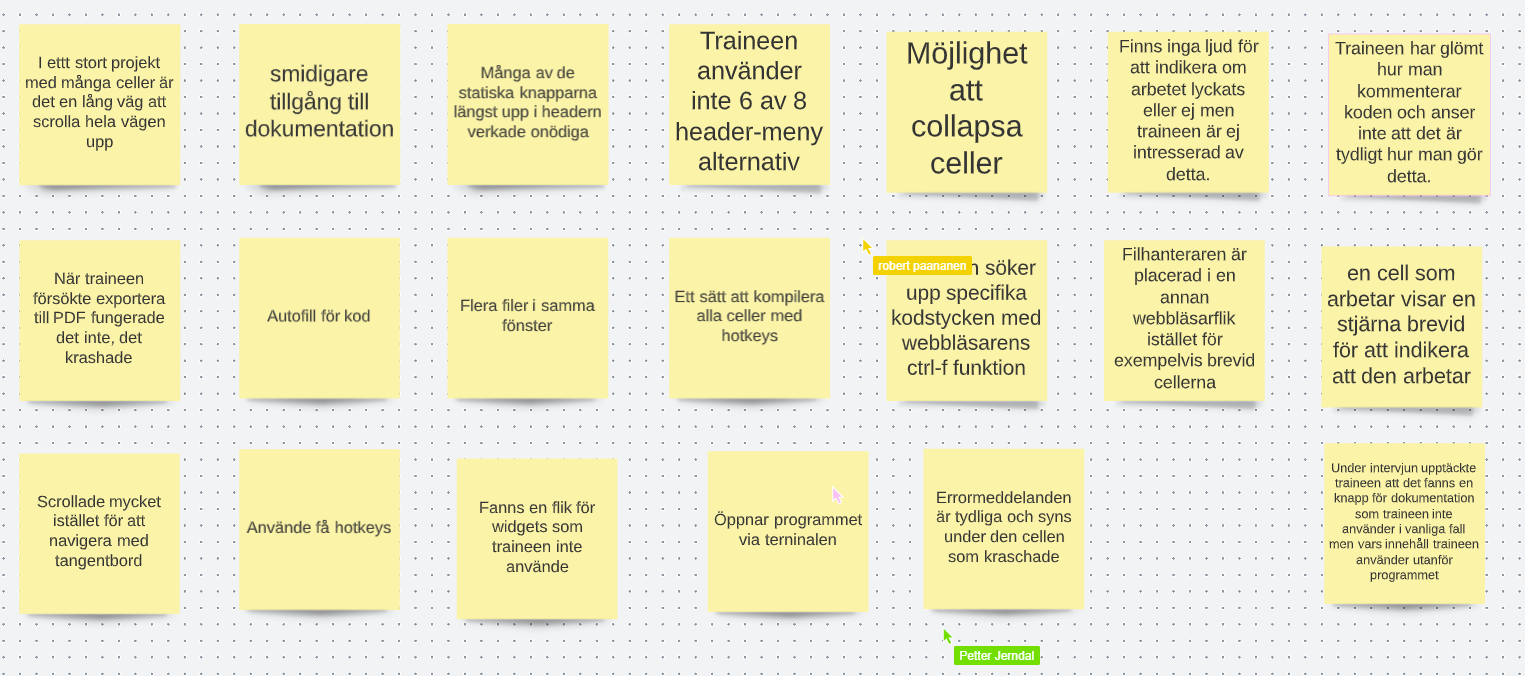 I ettt stort projekt
med många celler är
det en lång väg att
scrolla hela vägen
upp
smidigare
tillgång till
dokumentation
Många av de
statiska knapparna
längst upp i headern
verkade onödiga
Traineen
använder
inte 6 av 8
header-meny
alternativ
Möjlighet
att
collapsa
celler
Finns inga ljud för
att indikera om
arbetet lyckats
eller ej men
traineen är ej
intresserad av
detta.
Traineen har glömt
hur man
kommenterar
koden och anser
inte att det är
tydligt hur man gör
detta.
När traineen
försökte exportera
till PDF fungerade
det inte, det
krashade
Autofill för kod
Flera filer i samma
fönster
Ett sätt att kompilera
alla celler med
hotkeys
robert paananen
söker
upp specifika
kodstycken med
webbläsarens
ctrl-f funktion
Filhanteraren är
placerad i en
annan
webbläsarflik
istället för
exempelvis brevid
cellerna
en cell som
arbetar visar en
stjärna brevid
för att indikera
att den arbetar
Scrollade mycket
istället för att
navigera med
tangentbord
Använde få hotkeys
Fanns en flik för
widgets som
traineen inte
använde
Öppnar programmet
via terninalen
Errormeddelanden
är tydliga och syns
under den cellen
som kraschade
Under intervjun upptäckte
traineen att det fanns en
knapp för dokumentation
som traineen inte
använder i vanliga fall
men vars innehåll traineen
använder utanför
programmet
Petter Jerndal